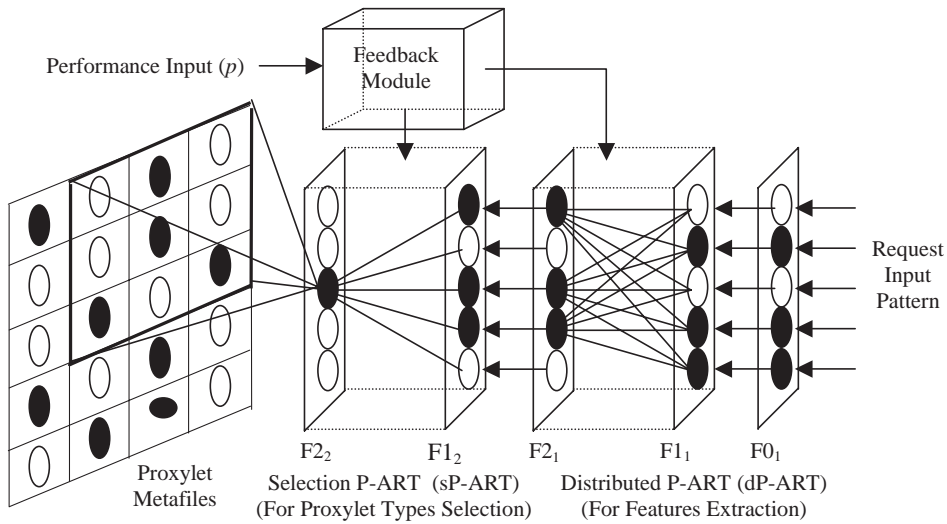 Feedback
Module
Performance Input (p)
Request
Input
Pattern
F2₂
F1₂
F2₁
F1₁
F0₁
Proxylet
Metafiles
Selection P-ART (sP-ART)
(For Proxylet Types Selection)
Distributed P-ART (dP-ART)
(For Features Extraction)